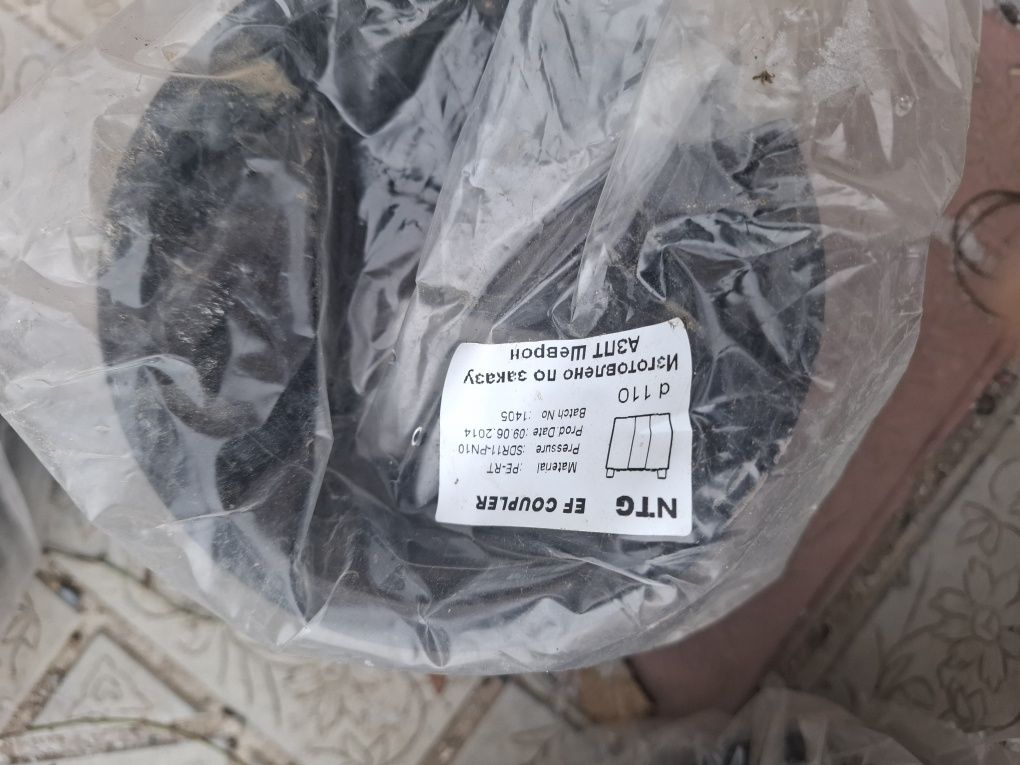 NTG EF COUPLER
Material :PE-RT
Pressure :SDR11-PN10
Prod.Date :09.06.2014
Batch No :1405
d 110
Изготовлено по заказу
АЗПТ Шеврон